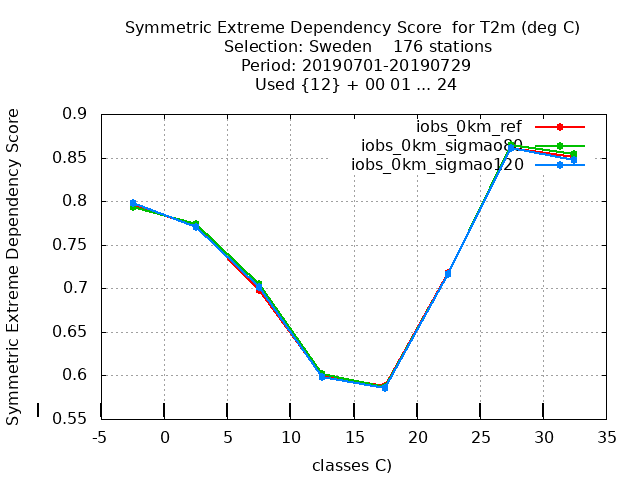 Symmetric Extreme Dependency Score for T2m (deg C)
Selection: Sweden 176 stations
Period: 20190701-20190729
Used {12} + 00 01 ... 24
Symmetric Extreme Dependency Score
0.9
0.85
0.8
0.75
0.7
0.65
0.6
0.55
iobs_0km_ref
iobs_0km_sigmao80
iobs_0km_sigmao120
-5 0 5 10 15 20 25 30 35
classes C)